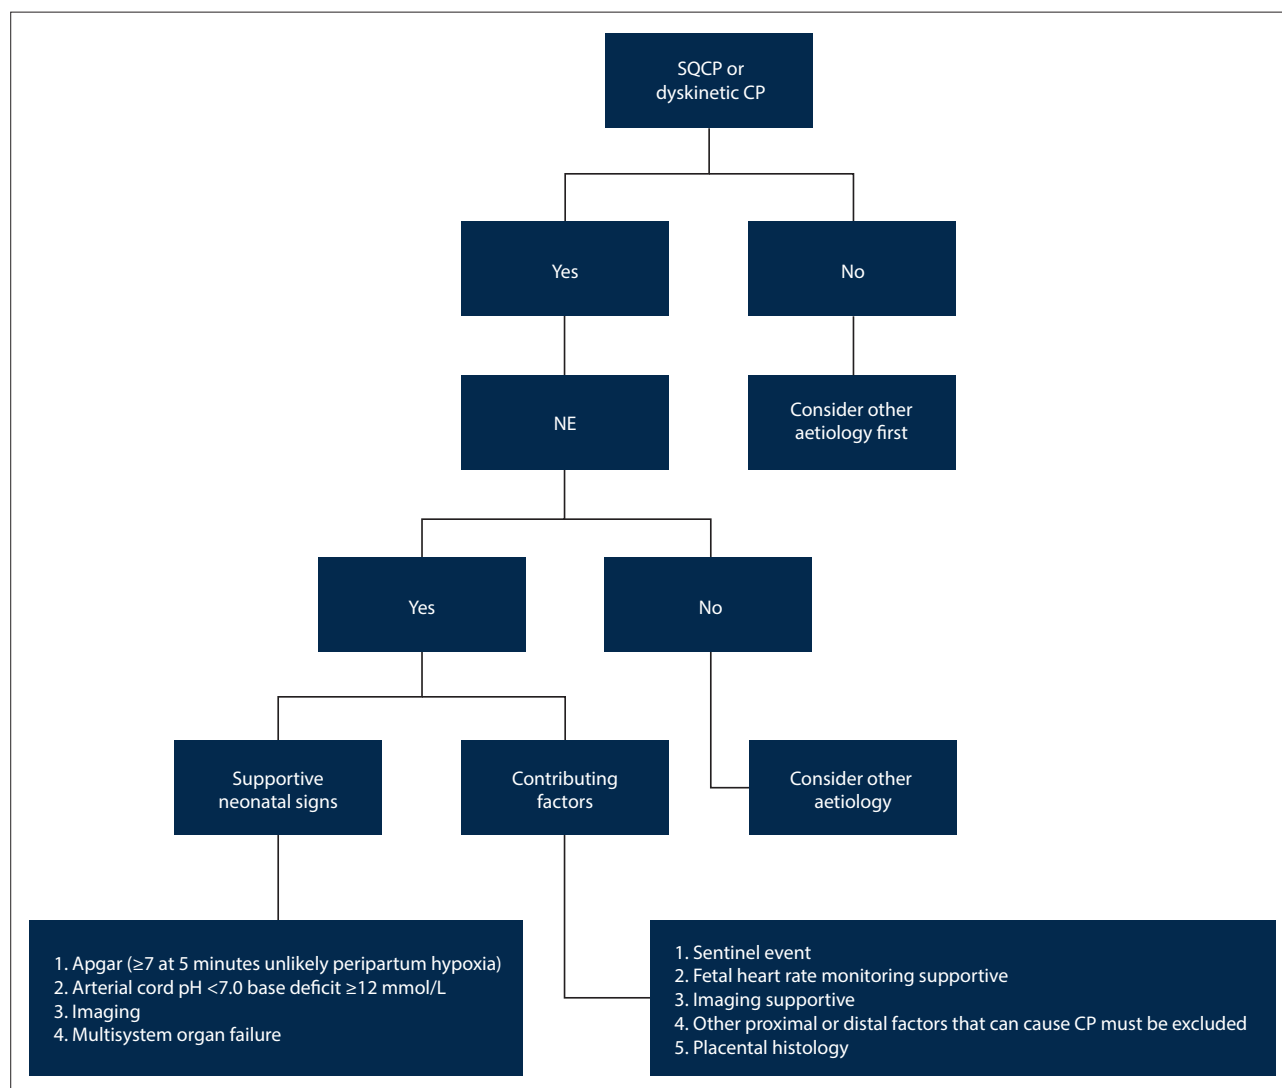 SQCP or
dyskinetic CP
Yes
No
NE
Consider other
aetiology first
Yes
No
Supportive
neonatal signs
Contributing
factors
Consider other
aetiology
1. Apgar (≥7 at 5 minutes unlikely peripartum hypoxia)
2. Arterial cord pH <7.0 base deficit ≥12 mmol/L
3. Imaging
4. Multisystem organ failure
1. Sentinel event
2. Fetal heart rate monitoring supportive
3. Imaging supportive
4. Other proximal or distal factors that can cause CP must be excluded
5. Placental histology